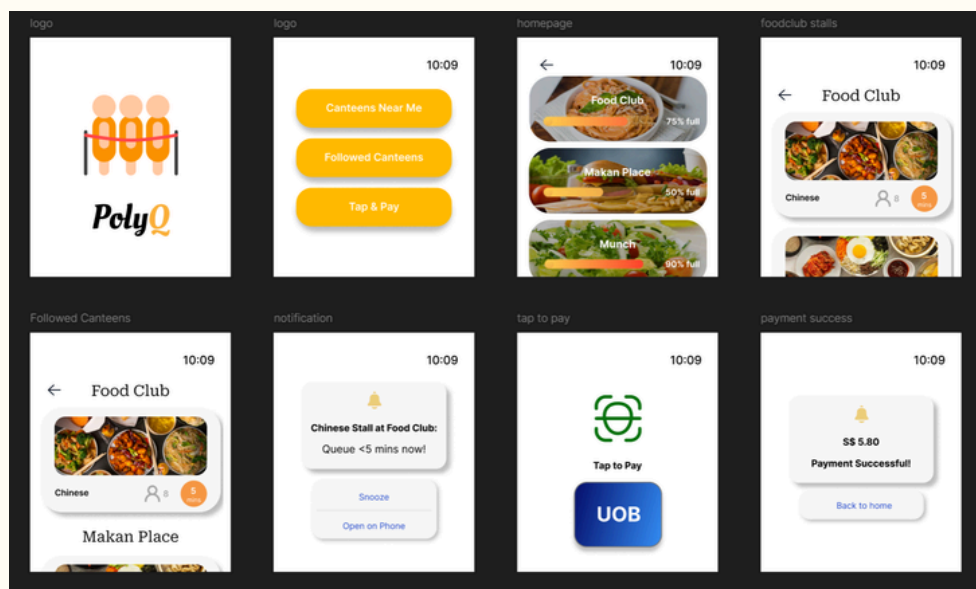 logo
logo
homepage
foodclub stalls
PolyQ
10:09
Canteens Near Me
Followed Canteens
Tap & Pay
10:09
Food Club
75% full
Makan Place
50% full
Munch
90% full
10:09
Food Club
Chinese
8
5
mins
Followed Canteens
notification
tap to pay
payment success
10:09
Food Club
Chinese
8
5
mins
Makan Place
10:09
Chinese Stall at Food Club:
Queue <5 mins now!
Snooze
Open on Phone
10:09
Tap to Pay
UOB
10:09
S$ 5.80
Payment Successful!
Back to home